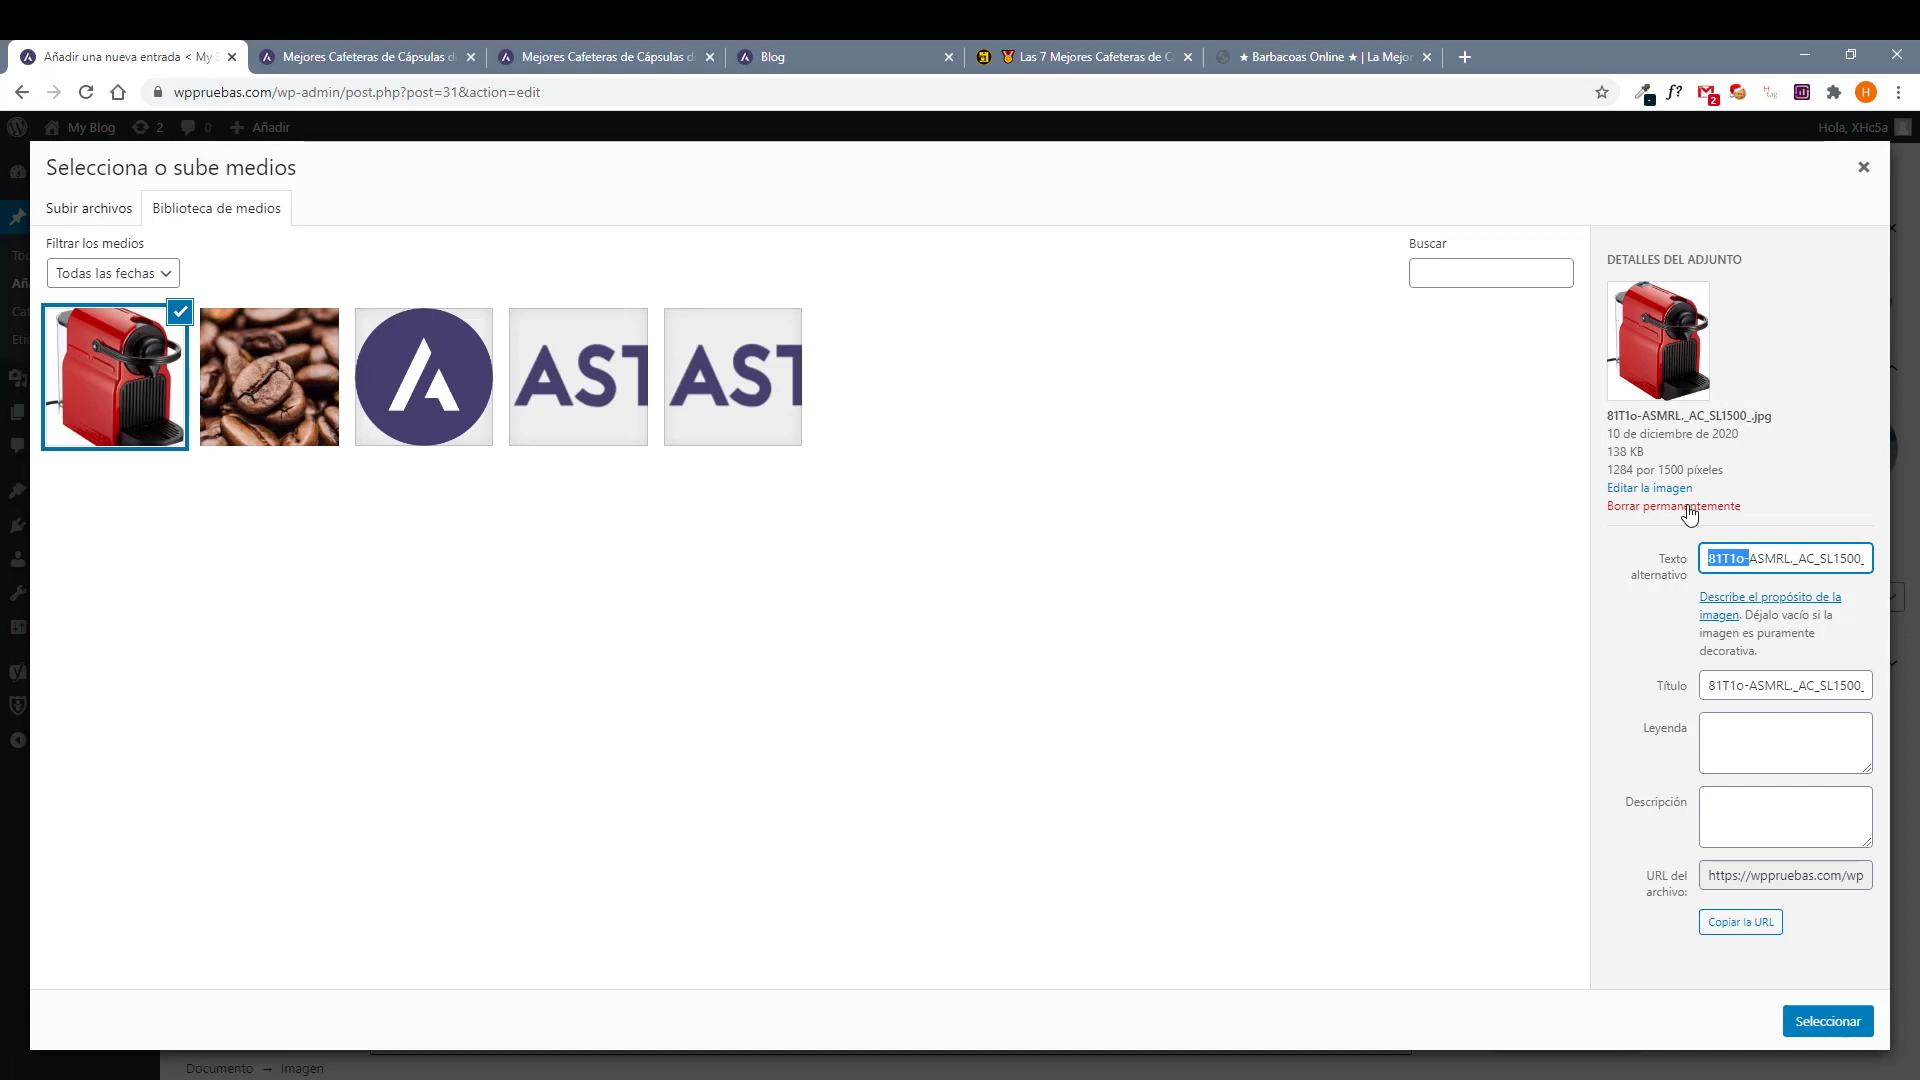 Añadir una nueva entrada < My
Mejores Cafeteras de Cápsulas d
Mejores Cafeteras de Cápsulas d
Blog
Las 7 Mejores Cafeteras de C
★ Barbacoas Online ★ | La Mejor
wppruebas.com/wp-admin/post.php?post=31&action=edit
f?
2
H
My Blog
2
0
Añadir
Hola, XHc5a
Selecciona o sube medios
Subir archivos
Biblioteca de medios
Filtrar los medios
Buscar
Todas las fechas
AST
AST
DETALLES DEL ADJUNTO
81T1o-ASMRL._AC_SL1500_.jpg
10 de diciembre de 2020
138 KB
1284 por 1500 píxeles
Editar la imagen
Borrar permanentemente
Texto alternativo
81T1o-ASMRL._AC_SL1500_
Describe el propósito de la
imagen. Déjalo vacío si la
imagen es puramente
decorativa.
Título
81T1o-ASMRL._AC_SL1500_
Leyenda
Descripción
URL del archivo:
https://wppruebas.com/wp
Copiar la URL
Seleccionar
Documento → Imagen